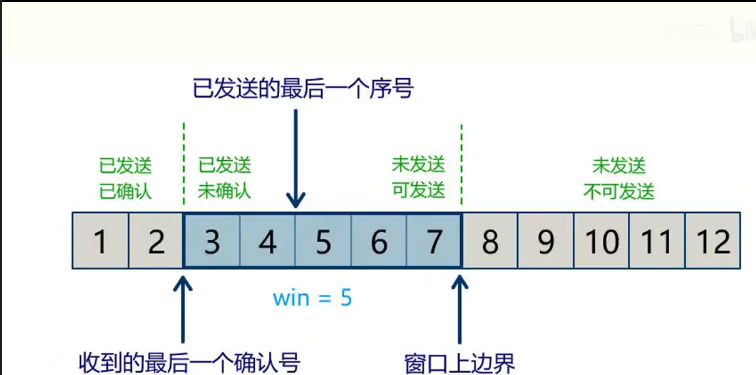 已发送的最后一个序号
已发送 已发送 未发送 未发送
已确认 未确认 可发送 不可发送
1 2 3 4 5 6 7 8 9 10 11 12
win = 5
收到的最后一个确认号 窗口上边界